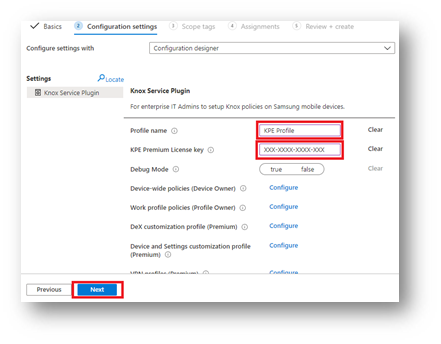 Basics
2 Configuration settings
3 Scope tags
4 Assignments
5 Review + create
Configure settings with
Configuration designer
Settings
Locate
Knox Service Plugin
Knox Service Plugin
For enterprise IT Admins to setup Knox policies on Samsung mobile devices.
Profile name
KPE Profile
Clear
KPE Premium License key
XXX-XXXX-XXXX-XXX
Clear
Debug Mode
true false
Clear
Device-wide policies (Device Owner)
Configure
Work profile policies (Profile Owner)
Configure
DeX customization profile (Premium)
Configure
Device and Settings customization profile
(Premium)
Configure
VPN profiles (Premium)
Configure
Previous
Next